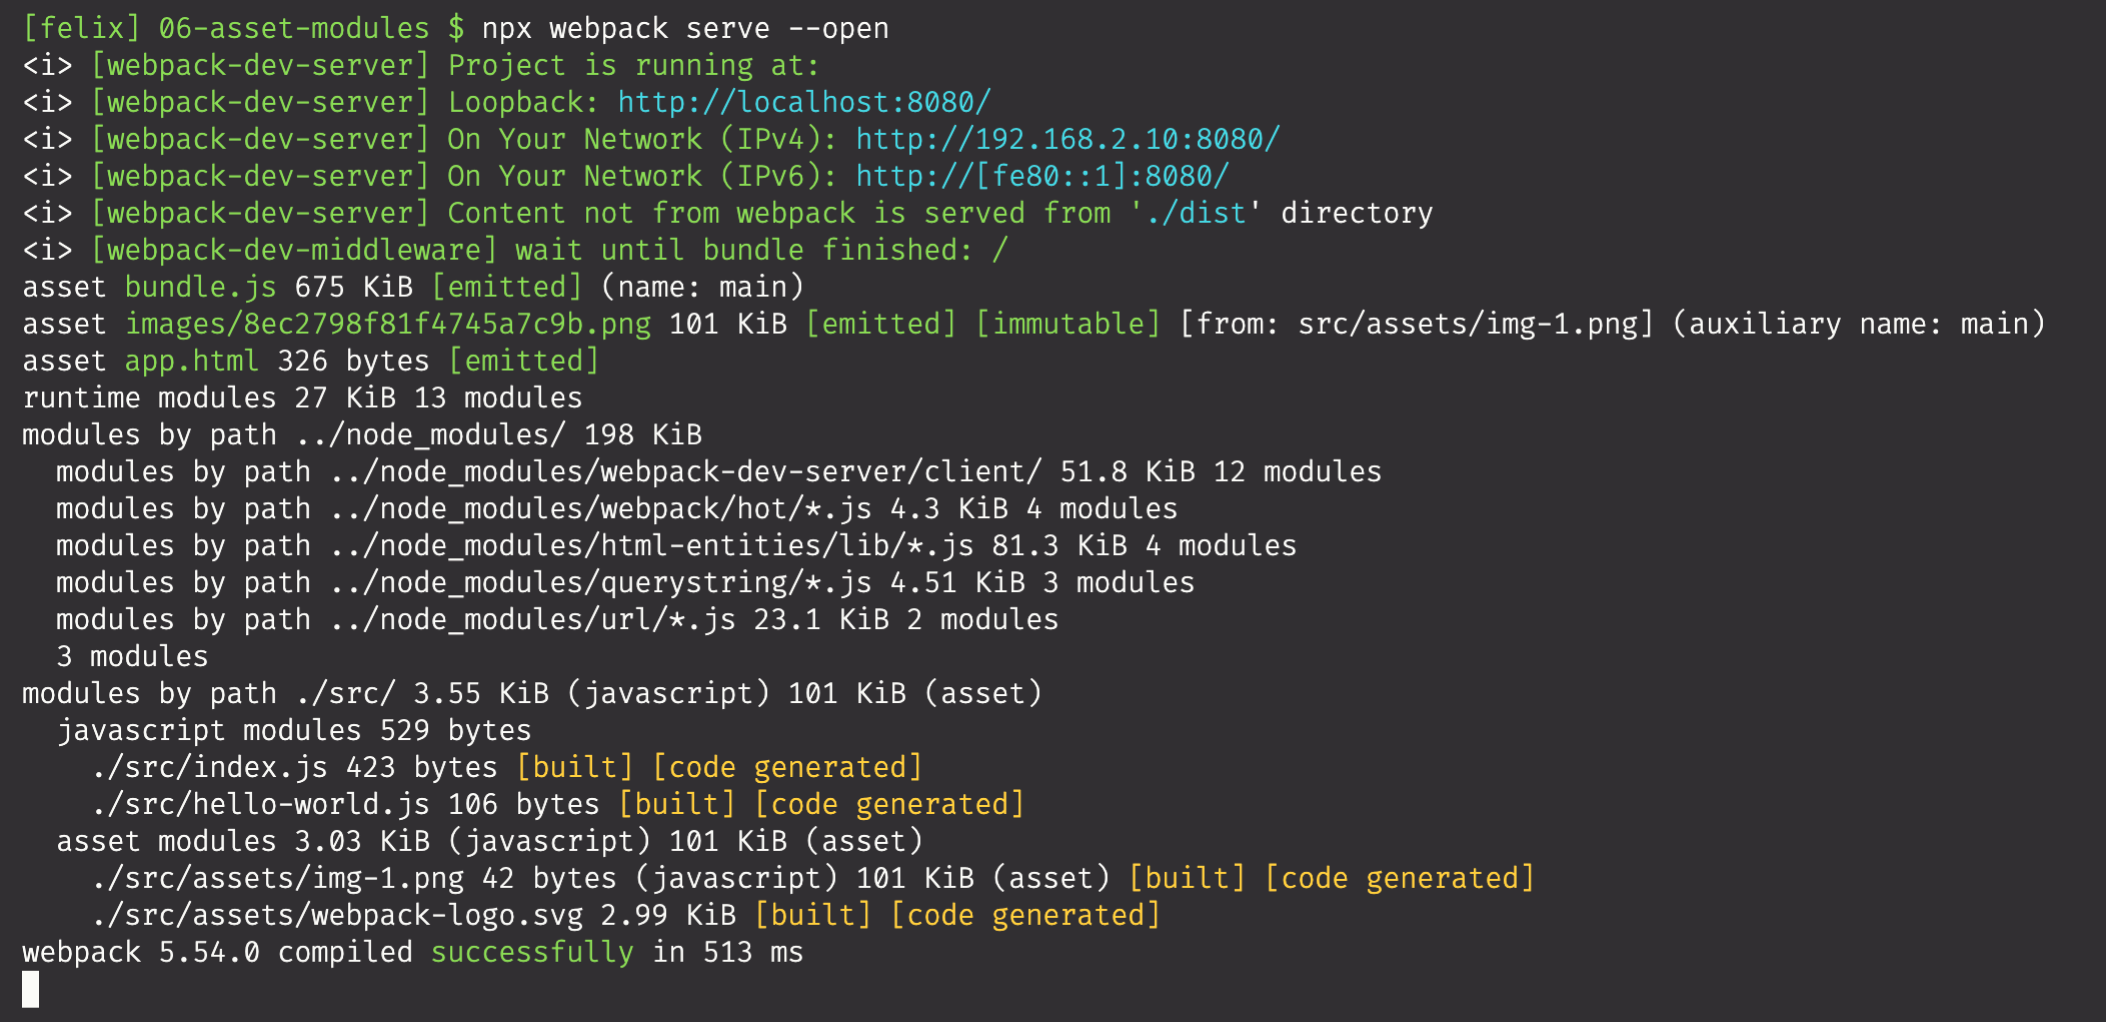 [felix] 06-asset-modules $ npx webpack serve --open
<i> [webpack-dev-server] Project is running at:
<i> [webpack-dev-server] Loopback: http://localhost:8080/
<i> [webpack-dev-server] On Your Network (IPv4): http://192.168.2.10:8080/
<i> [webpack-dev-server] On Your Network (IPv6): http://[fe80::1]:8080/
<i> [webpack-dev-server] Content not from webpack is served from './dist' directory
<i> [webpack-dev-middleware] wait until bundle finished: /
asset bundle.js 675 KiB [emitted] (name: main)
asset images/8ec2798f81f4745a7c9b.png 101 KiB [emitted] [immutable] [from: src/assets/img-1.png] (auxiliary name: main)
asset app.html 326 bytes [emitted]
runtime modules 27 KiB 13 modules
modules by path ../node_modules/ 198 KiB
  modules by path ../node_modules/webpack-dev-server/client/ 51.8 KiB 12 modules
  modules by path ../node_modules/webpack/hot/*.js 4.3 KiB 4 modules
  modules by path ../node_modules/html-entities/lib/*.js 81.3 KiB 4 modules
  modules by path ../node_modules/querystring/*.js 4.51 KiB 3 modules
  modules by path ../node_modules/url/*.js 23.1 KiB 2 modules
  3 modules
modules by path ./src/ 3.55 KiB (javascript) 101 KiB (asset)
  javascript modules 529 bytes
    ./src/index.js 423 bytes [built] [code generated]
    ./src/hello-world.js 106 bytes [built] [code generated]
  asset modules 3.03 KiB (javascript) 101 KiB (asset)
    ./src/assets/img-1.png 42 bytes (javascript) 101 KiB (asset) [built] [code generated]
    ./src/assets/webpack-logo.svg 2.99 KiB [built] [code generated]
webpack 5.54.0 compiled successfully in 513 ms